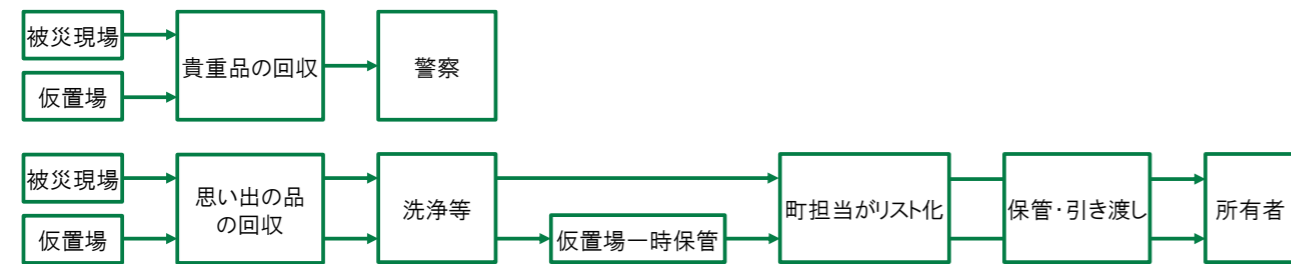 被災現場
仮置場
貴重品の回収
警察
被災現場
仮置場
思い出の品
の回収
洗浄等
仮置場一時保管
町担当がリスト化
保管・引き渡し
所有者